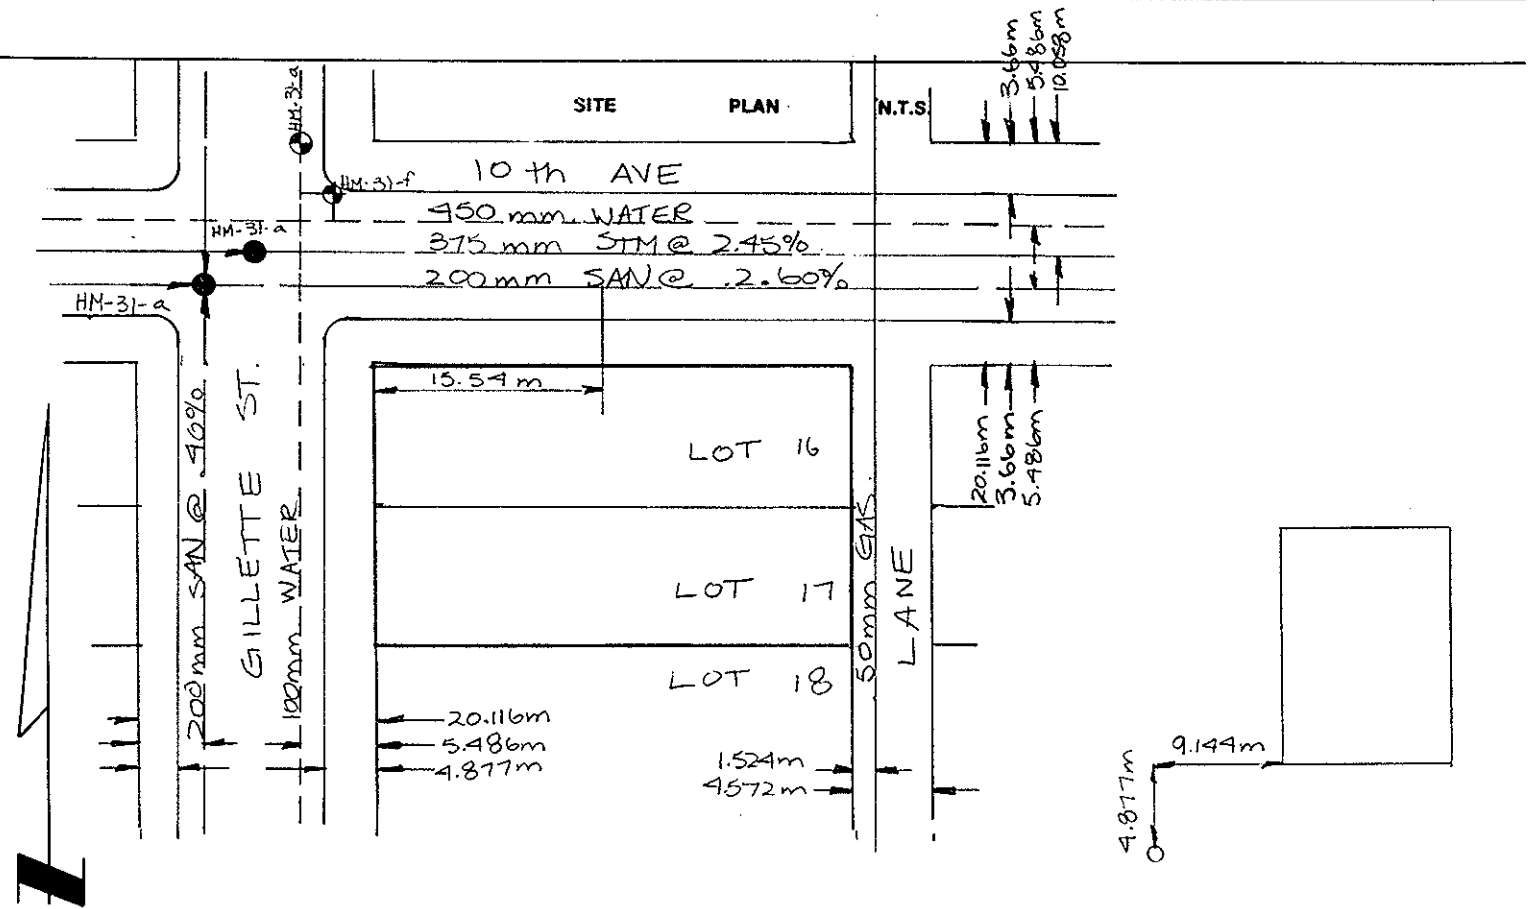 3.66m
5.486m
10.058m
HM-31-a
SITE PLAN N.T.S.
10 th AVE
HM-31-f
450 mm WATER
HM-31-a
375 mm STM @ 2.45%
200mm SAN @ .2.60%
HM-31-a
15.54 m
200mm SAN @ .40%
GILLETTE ST.
100mm WATER
LOT 16
LOT 17
LOT 18
50mm GAS
LANE
20.116m
3.66m
5.486m
20.116m
5.486m
4.877m
1.524m
4.572m
9.144m
4.877m